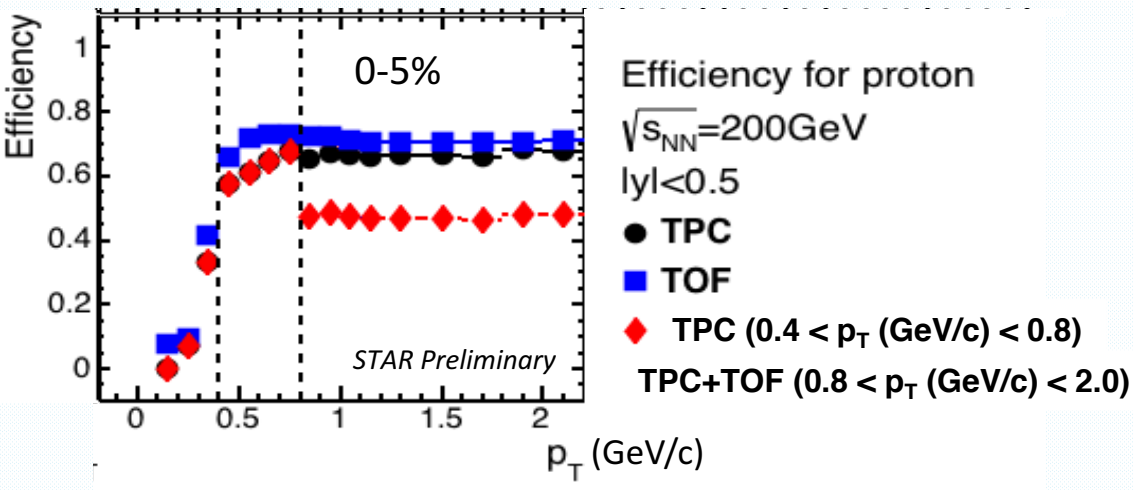 Efficiency
1
0.8
0.6
0.4
0.2
0
0-5%
STAR Preliminary
0 0.5 1 1.5 2
p_T (GeV/c)
Efficiency for proton
√s_NN=200GeV
|y|<0.5
TPC
TOF
TPC (0.4 < p_T (GeV/c) < 0.8)
TPC+TOF (0.8 < p_T (GeV/c) < 2.0)